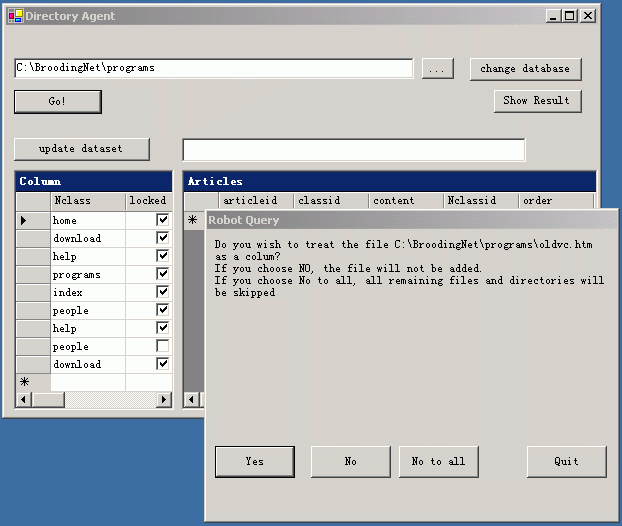 Directory Agent
C:\BroodingNet\programs
...
change database
Go!
Show Result
update dataset
Column
Nclass locked
home
download
help
programs
index
people
help
people
download
Articles
articleid classid content Nclassid order
Robot Query
Do you wish to treat the file C:\BroodingNet\programs\oldvc.htm
as a colum?
If you choose NO, the file will not be added.
If you choose No to all, all remaining files and directories will
be skipped
Yes No No to all Quit